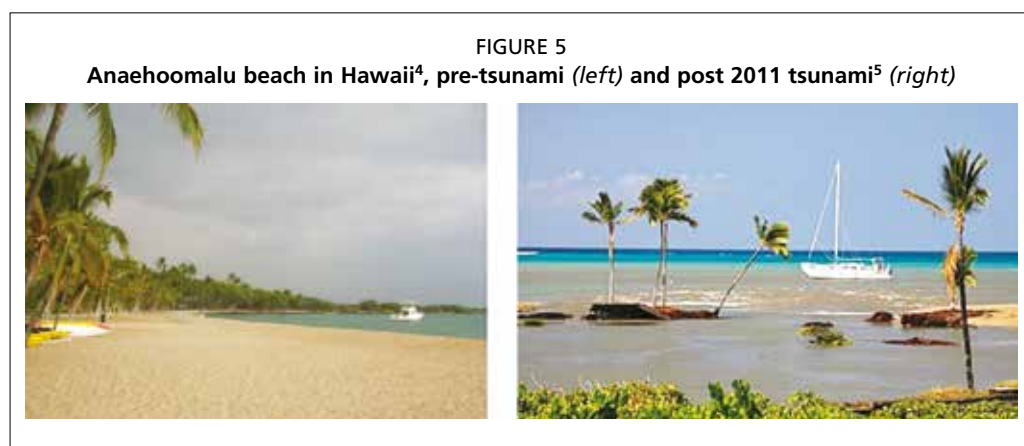 FIGURE 5
Anaehoomalu beach in Hawaii⁴, pre-tsunami (left) and post 2011 tsunami⁵ (right)